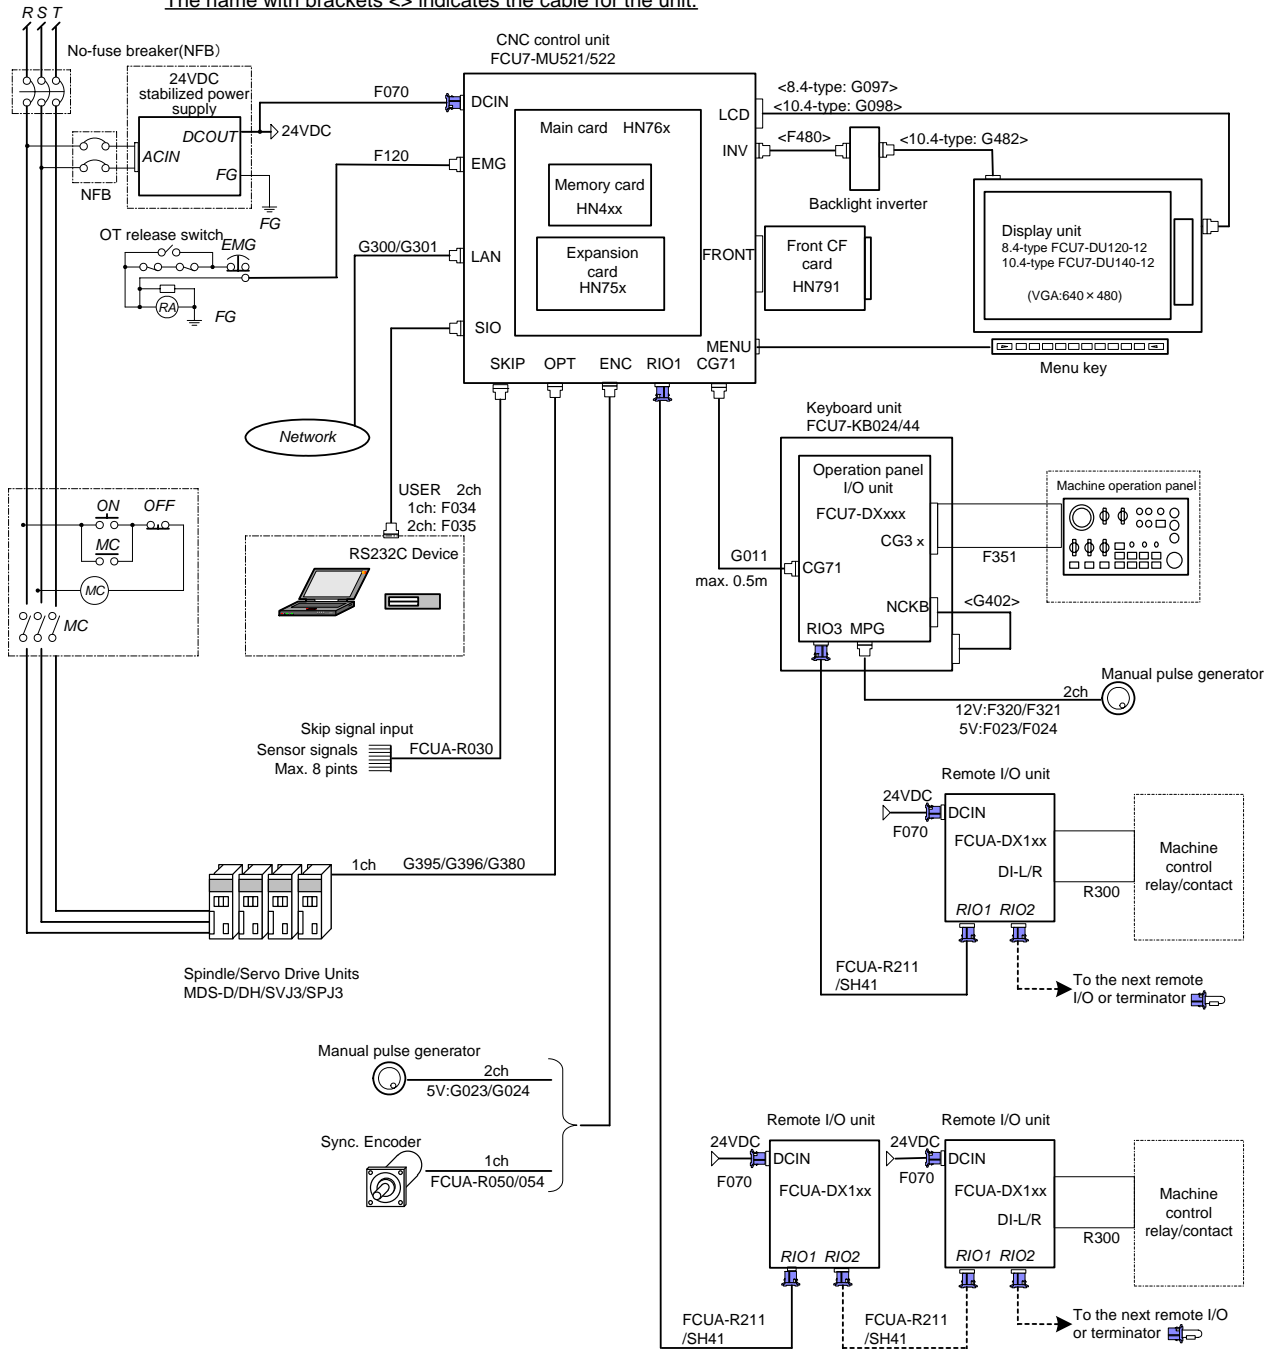 The name with brackets <> indicates the cable for the unit.
R S T
No-fuse breaker(NFB)
24VDC
stabilized power
supply
DCOUT
24VDC
ACIN
FG
FG
NFB
F070
F120
OT release switch
EMG
RA
FG
G300/G301
CNC control unit
FCU7-MU521/522
DCIN
EMG
LAN
SIO
SKIP OPT ENC RIO1 CG71
Main card HN76x
Memory card
HN4xx
Expansion
card
HN75x
LCD
INV
FRONT
MENU
<8.4-type: G097>
<10.4-type: G098>
<F480>
<10.4-type: G482>
Backlight inverter
Front CF
card
HN791
Display unit
8.4-type FCU7-DU120-12
10.4-type FCU7-DU140-12
(VGA:640×480)
Menu key
Network
USER 2ch
1ch: F034
2ch: F035
RS232C Device
ON OFF
MC
MC
MC
Keyboard unit
FCU7-KB024/44
Operation panel
I/O unit
FCU7-DXxxx
CG3 x
CG71
NCKB
RIO3 MPG
G011
max. 0.5m
F351
<G402>
Machine operation panel
Manual pulse generator
2ch
12V:F320/F321
5V:F023/F024
Skip signal input
Sensor signals
Max. 8 pints
FCUA-R030
1ch G395/G396/G380
Spindle/Servo Drive Units
MDS-D/DH/SVJ3/SPJ3
Remote I/O unit
24VDC
F070
DCIN
FCUA-DX1xx
DI-L/R
RIO1 RIO2
R300
Machine
control
relay/contact
FCUA-R211
/SH41
To the next remote
I/O or terminator
Manual pulse generator
2ch
5V:G023/G024
Sync. Encoder
1ch
FCUA-R050/054
Remote I/O unit
24VDC
F070
DCIN
FCUA-DX1xx
RIO1 RIO2
Remote I/O unit
24VDC
F070
DCIN
FCUA-DX1xx
DI-L/R
RIO1 RIO2
R300
Machine
control
relay/contact
FCUA-R211
/SH41
FCUA-R211
/SH41
To the next remote I/O
or terminator